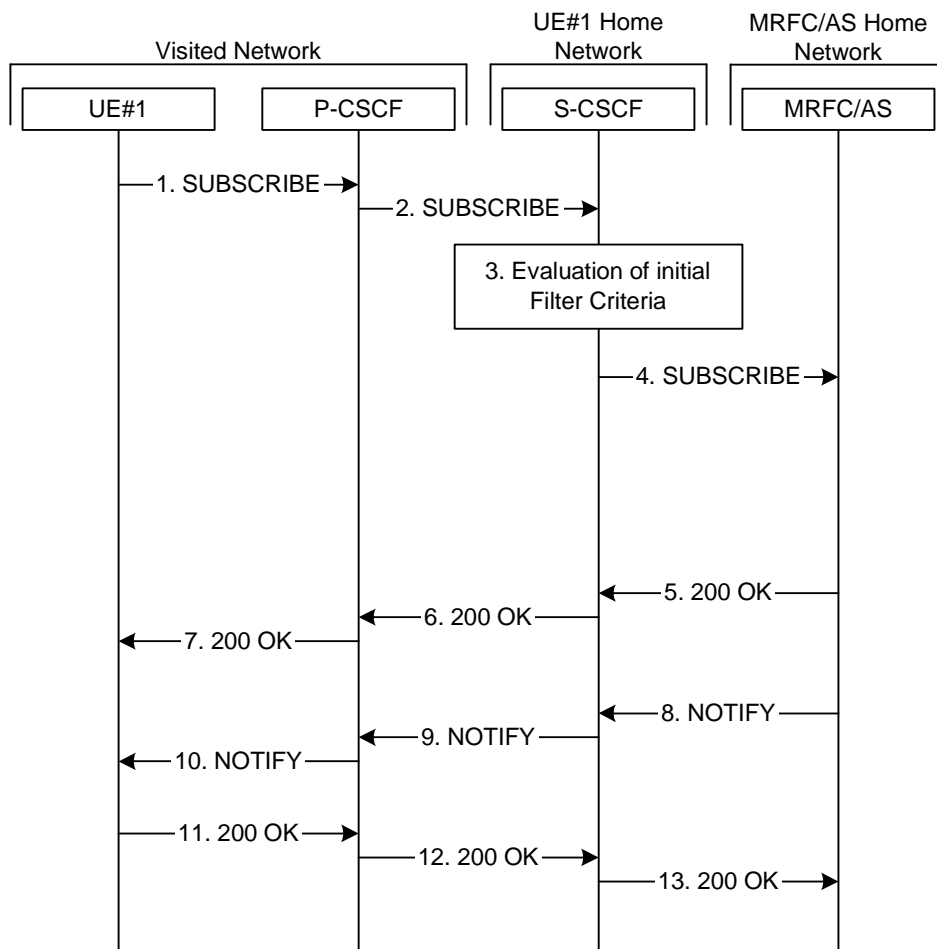 Visited Network
UE#1 Home
Network
MRFC/AS Home
Network
UE#1
P-CSCF
S-CSCF
MRFC/AS
1. SUBSCRIBE
2. SUBSCRIBE
3. Evaluation of initial
Filter Criteria
4. SUBSCRIBE
5. 200 OK
6. 200 OK
7. 200 OK
8. NOTIFY
9. NOTIFY
10. NOTIFY
11. 200 OK
12. 200 OK
13. 200 OK